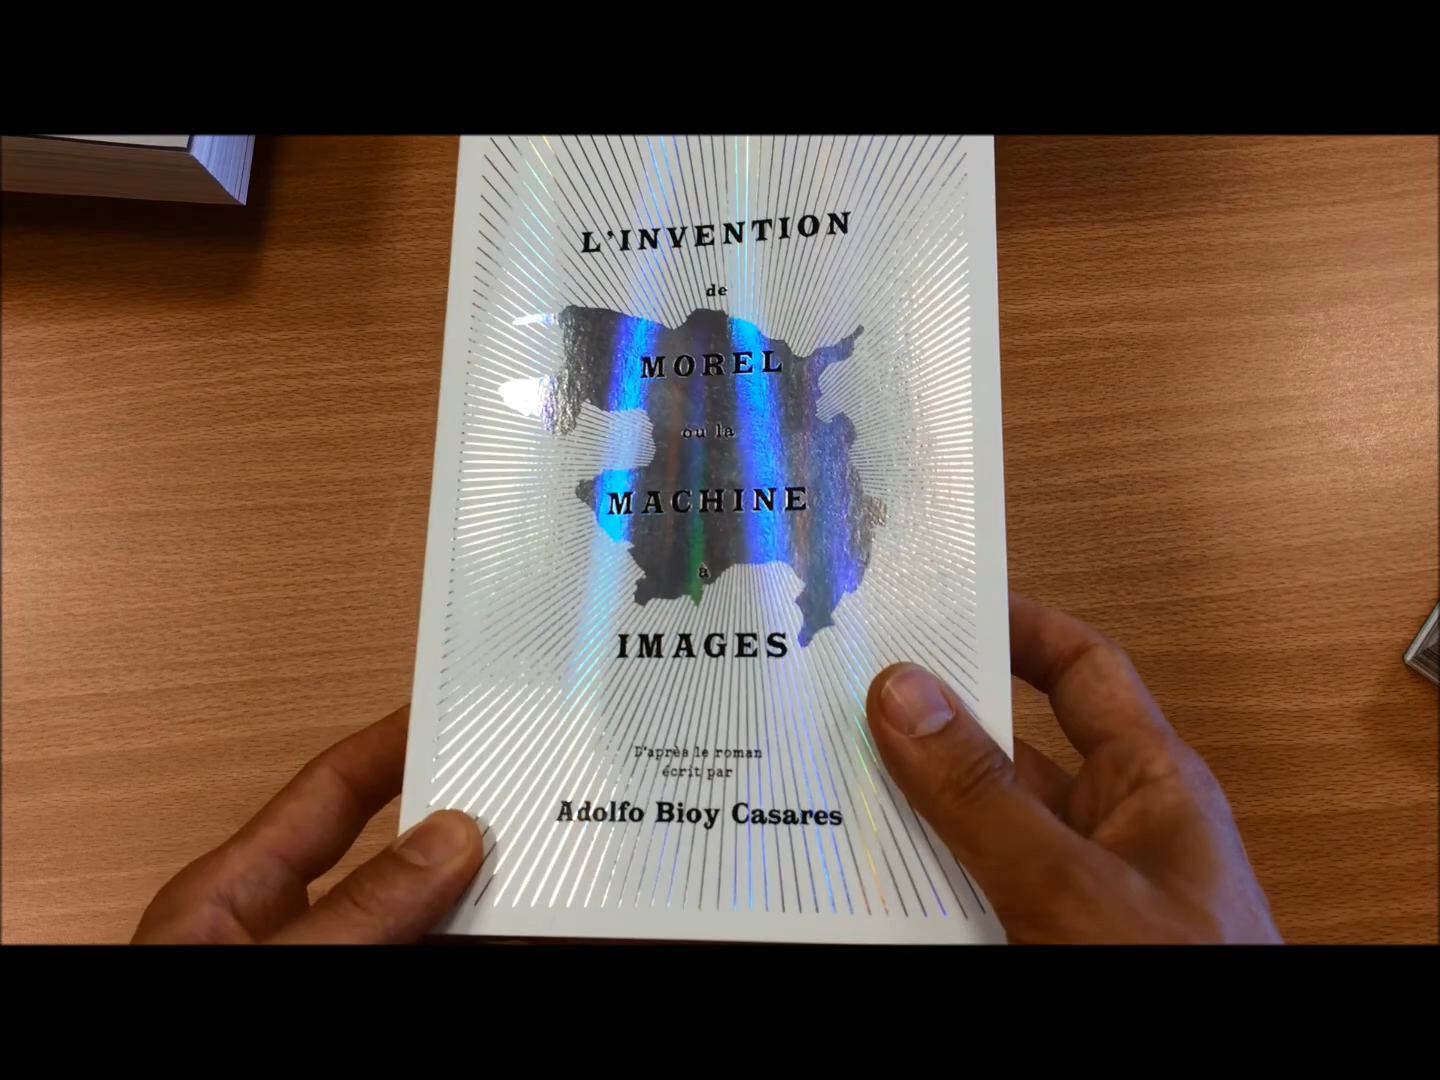 L'INVENTION
de
MOREL
ou la
MACHINE
à
IMAGES
D'après le roman
écrit par
Adolfo Bioy Casares